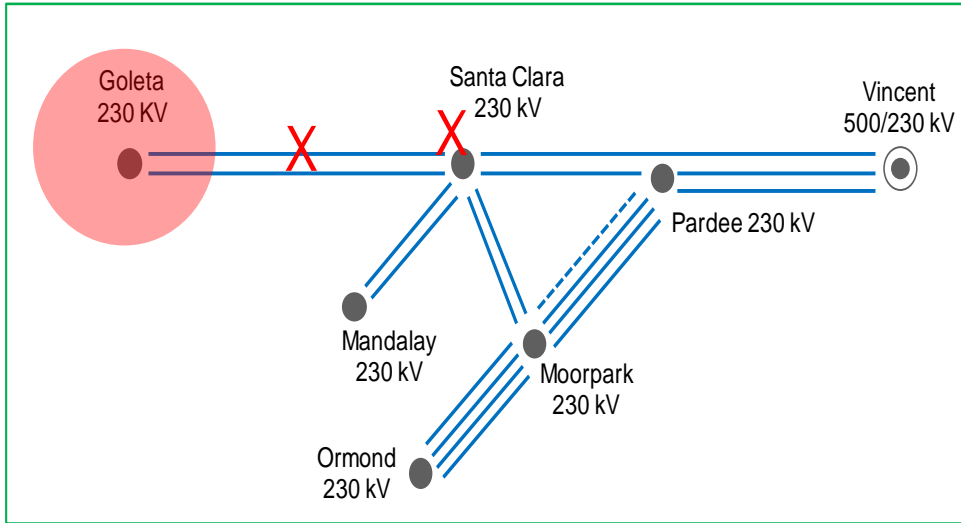 Goleta
230 KV
Santa Clara
230 kV
Vincent
500/230 kV
Pardee 230 kV
Mandalay
230 kV
Moorpark
230 kV
Ormond
230 kV